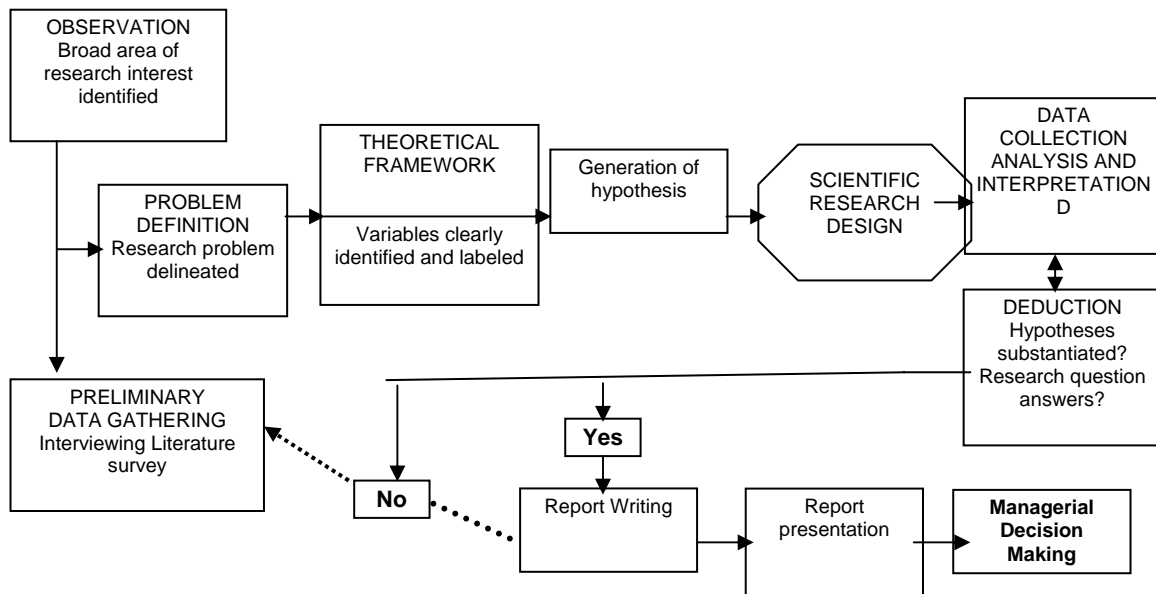 OBSERVATION
Broad area of
research interest
identified
PROBLEM
DEFINITION
Research problem
delineated
THEORETICAL
FRAMEWORK
Variables clearly
identified and labeled
Generation of
hypothesis
SCIENTIFIC
RESEARCH
DESIGN
DATA
COLLECTION
ANALYSIS AND
INTERPRETATION
D
DEDUCTION
Hypotheses
substantiated?
Research question
answers?
PRELIMINARY
DATA GATHERING
Interviewing Literature
survey
No
Yes
Report Writing
Report
presentation
Managerial
Decision
Making